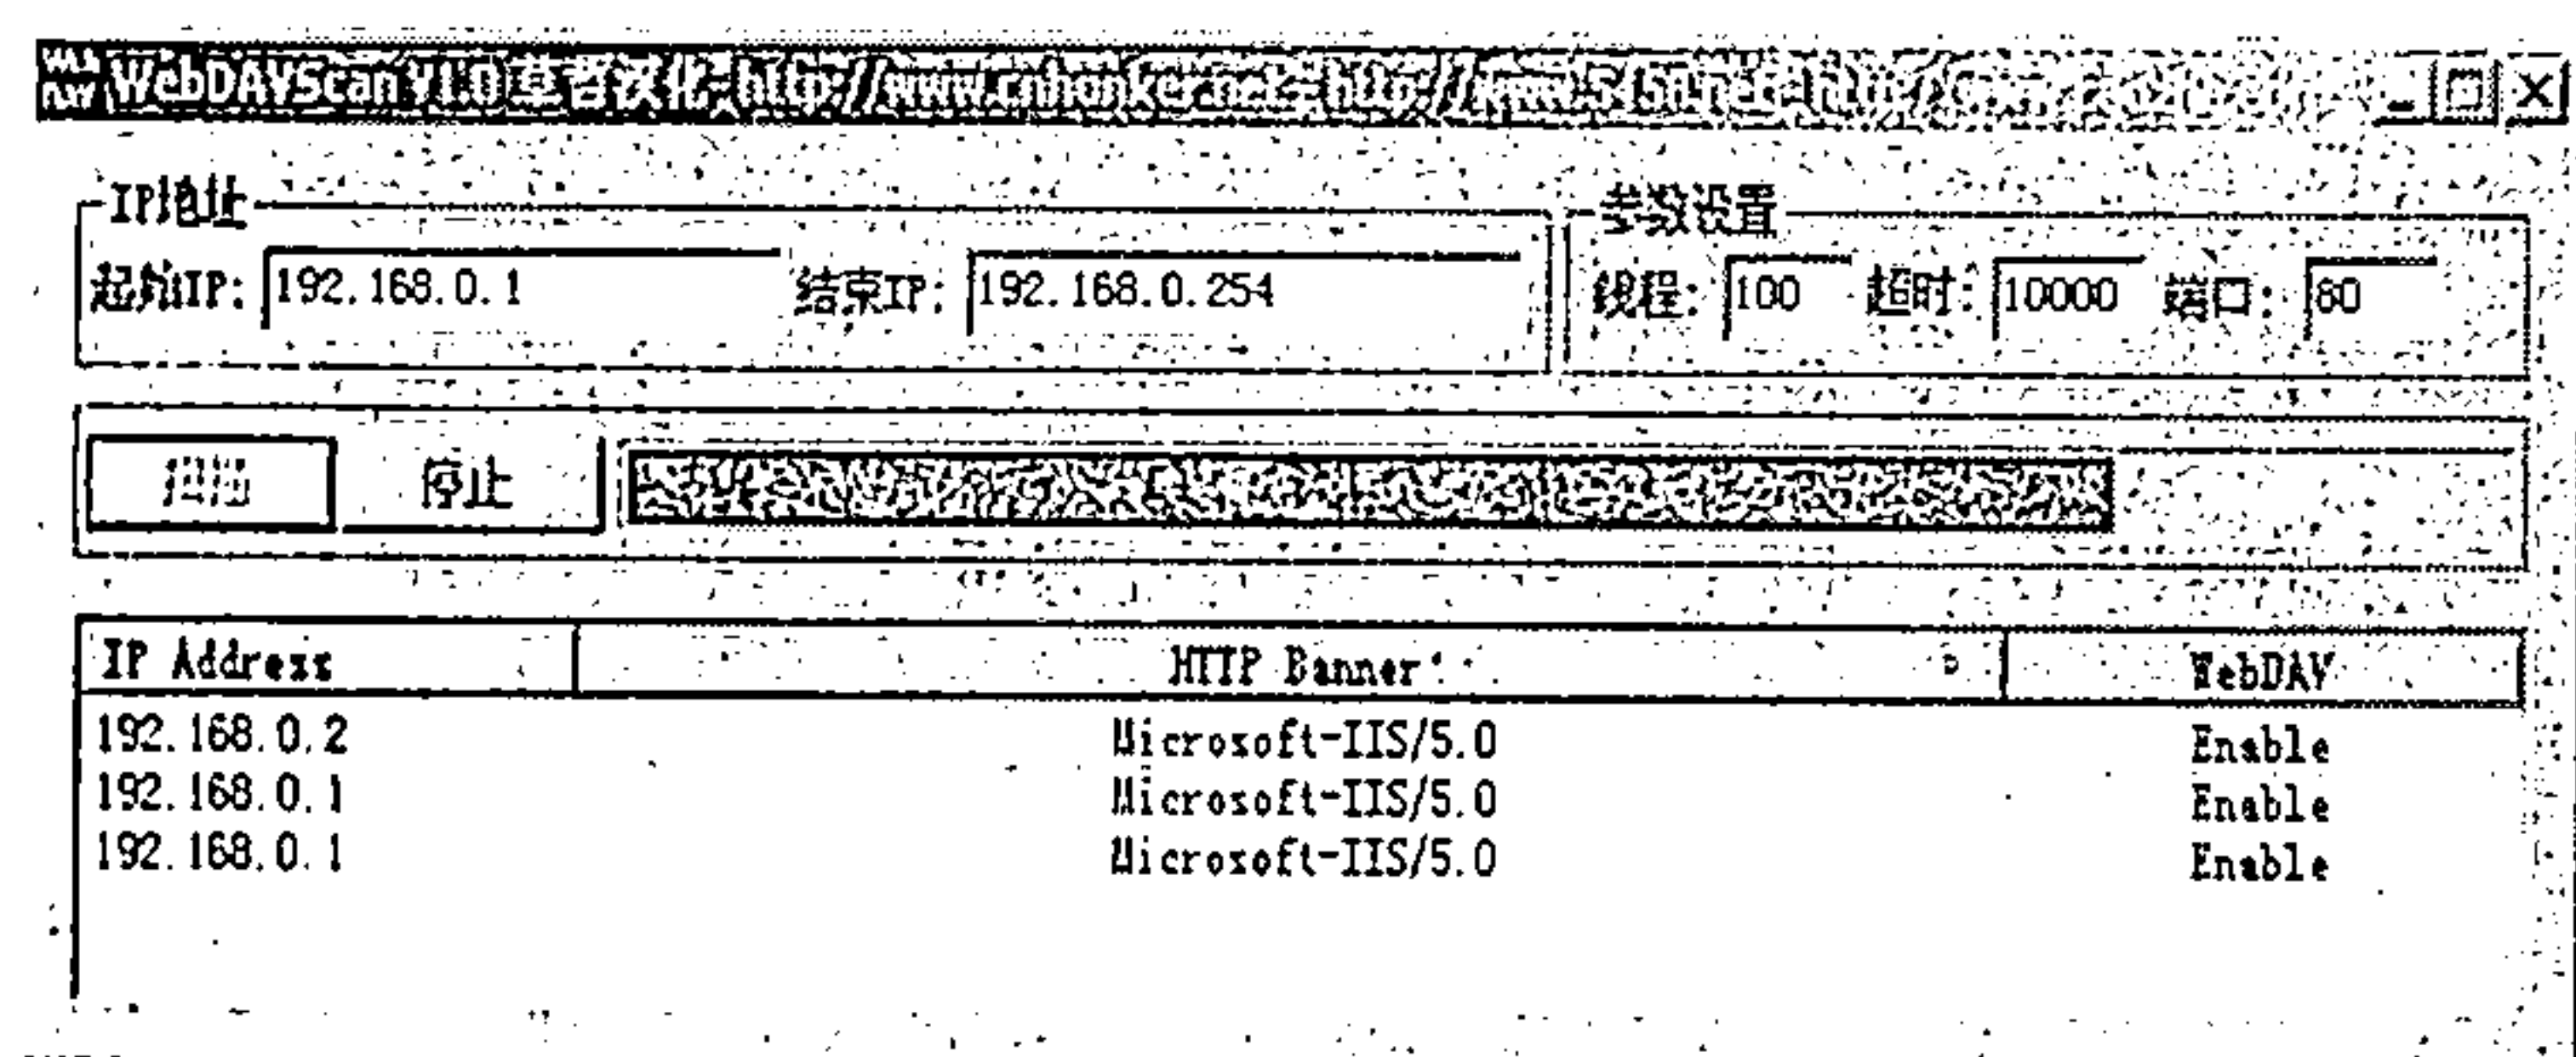 WebDAVScan V1.0 汉化-http://www.cnhonker.net-http://www.
IP地址
参数设置
起始IP: 192.168.0.1 结束IP: 192.168.0.254 线程: 100 超时: 10000 端口: 80
扫描 停止
IP Address HTTP Banner WebDAV
192.168.0.2 Microsoft-IIS/5.0 Enable
192.168.0.1 Microsoft-IIS/5.0 Enable
192.168.0.1 Microsoft-IIS/5.0 Enable